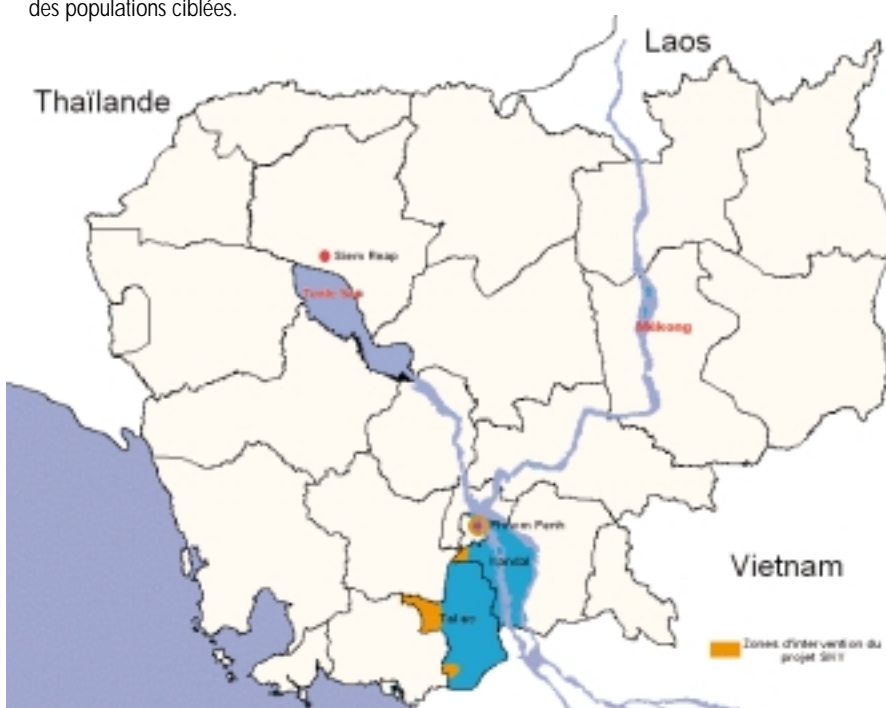 des populations ciblées.
Laos
Thaïlande
Siem Reap
Tonle Sap
Mékong
Phnom Penh
Kandal
Vietnam
Takeo
Zones d'intervention du
projet SKY